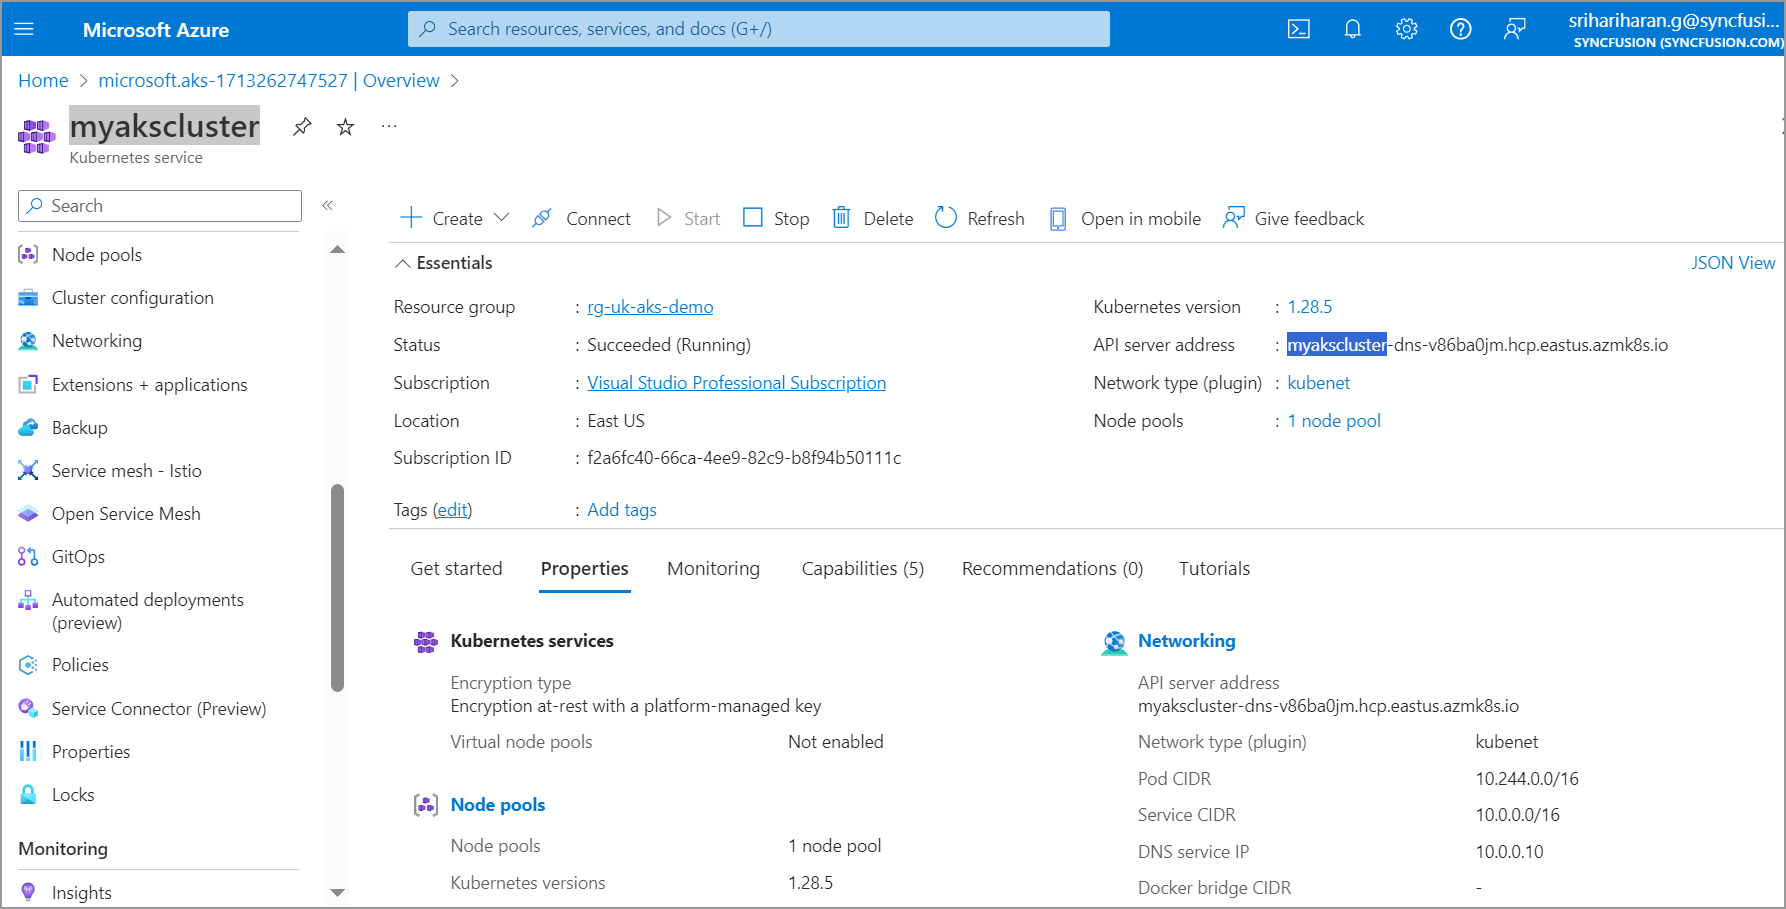 Microsoft Azure
Search resources, services, and docs (G+/)
srihariharan.g@syncfusi...
SYNCFUSION (SYNCFUSION.COM)
Home > microsoft.aks-1713262747527 | Overview >
myakscluster
Kubernetes service
Search
Node pools
Cluster configuration
Networking
Extensions + applications
Backup
Service mesh - Istio
Open Service Mesh
GitOps
Automated deployments
(preview)
Policies
Service Connector (Preview)
Properties
Locks
Monitoring
Insights
Create Connect Start Stop Delete Refresh Open in mobile Give feedback
Essentials
JSON View
Resource group : rg-uk-aks-demo
Status : Succeeded (Running)
Subscription : Visual Studio Professional Subscription
Location : East US
Subscription ID : f2a6fc40-66ca-4ee9-82c9-b8f94b50111c
Tags (edit) : Add tags
Kubernetes version : 1.28.5
API server address : myakscluster-dns-v86ba0jm.hcp.eastus.azmk8s.io
Network type (plugin) : kubenet
Node pools : 1 node pool
Get started Properties Monitoring Capabilities (5) Recommendations (0) Tutorials
Kubernetes services
Encryption type
Encryption at-rest with a platform-managed key
Virtual node pools Not enabled
Node pools
Node pools 1 node pool
Kubernetes versions 1.28.5
Networking
API server address
myakscluster-dns-v86ba0jm.hcp.eastus.azmk8s.io
Network type (plugin) kubenet
Pod CIDR 10.244.0.0/16
Service CIDR 10.0.0.0/16
DNS service IP 10.0.0.10
Docker bridge CIDR -